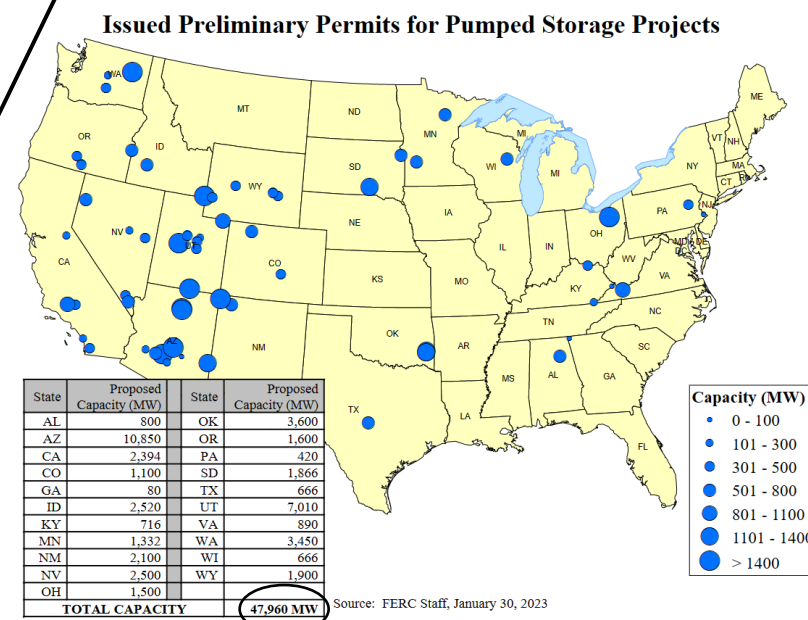 Issued Preliminary Permits for Pumped Storage Projects
WA
MT
ND
MN
MI
ME
VT
NH
OR
ID
SD
WI
MI
NY
MA
CT
RI
WY
IA
PA
NJ
NV
UT
NE
IL
IN
OH
MD
DE
DC
CA
CO
KS
MO
WV
VA
KY
NC
AZ
NM
OK
AR
TN
SC
MS
AL
GA
TX
LA
FL
State Proposed Capacity (MW) State Proposed Capacity (MW)
AL 800 OK 3,600
AZ 10,850 OR 1,600
CA 2,394 PA 420
CO 1,100 SD 1,866
GA 80 TX 666
ID 2,520 UT 7,010
KY 716 VA 890
MN 1,332 WA 3,450
NM 2,100 WI 666
NV 2,500 WY 1,900
OH 1,500
TOTAL CAPACITY 47,960 MW
Source: FERC Staff, January 30, 2023
Capacity (MW)
0 - 100
101 - 300
301 - 500
501 - 800
801 - 1100
1101 - 1400
> 1400